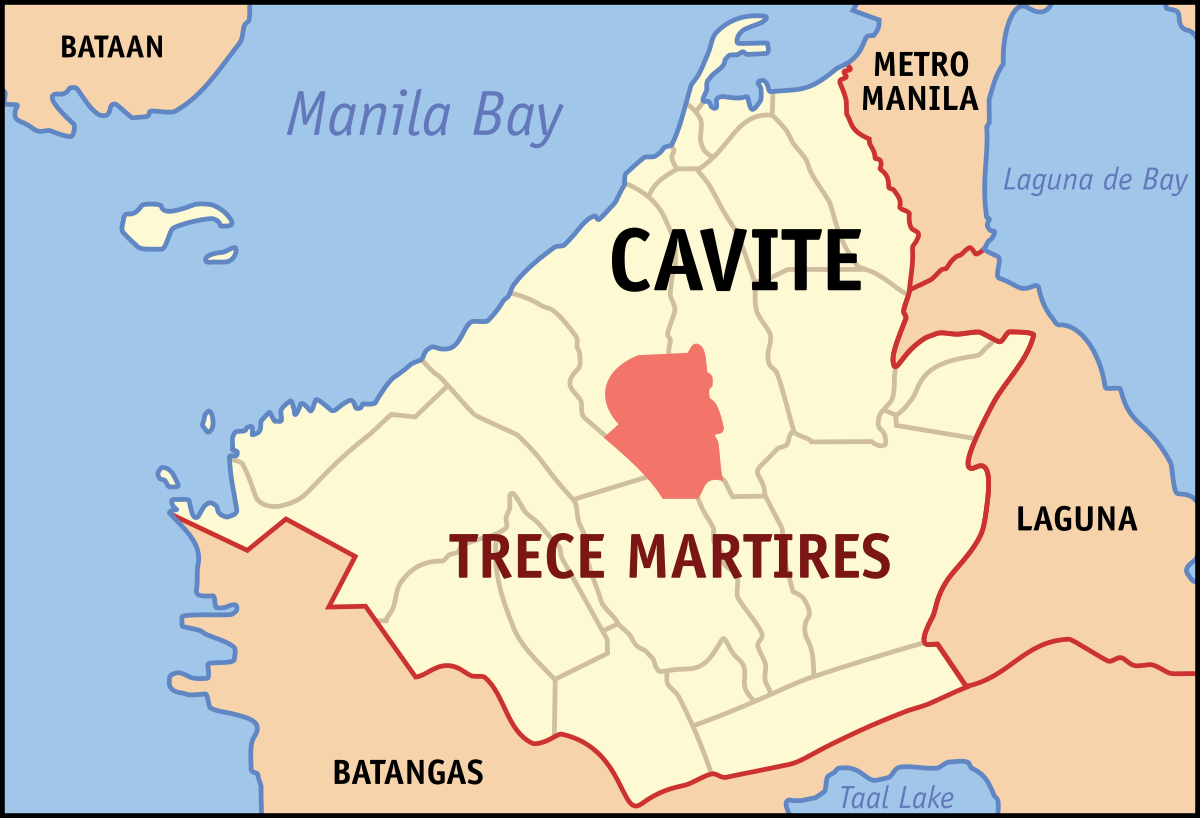 BATAAN
METRO
MANILA
Manila Bay
Laguna de Bay
CAVITE
LAGUNA
TRECE MARTIRES
BATANGAS
Taal Lake